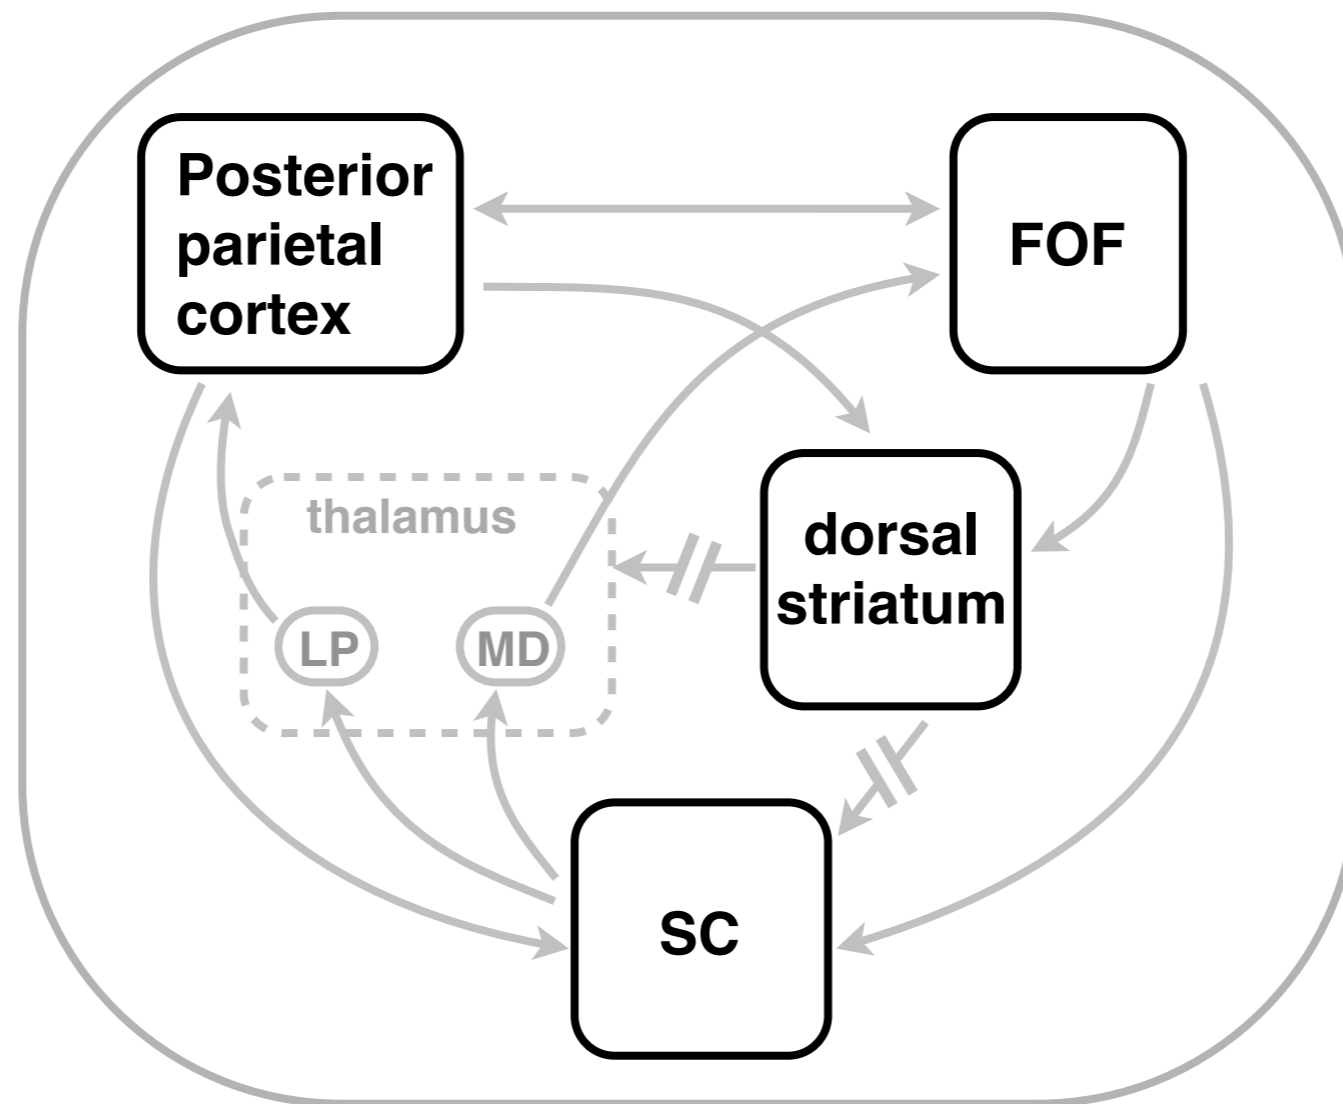 Posterior
parietal
cortex
FOF
thalamus
dorsal
striatum
LP
MD
SC